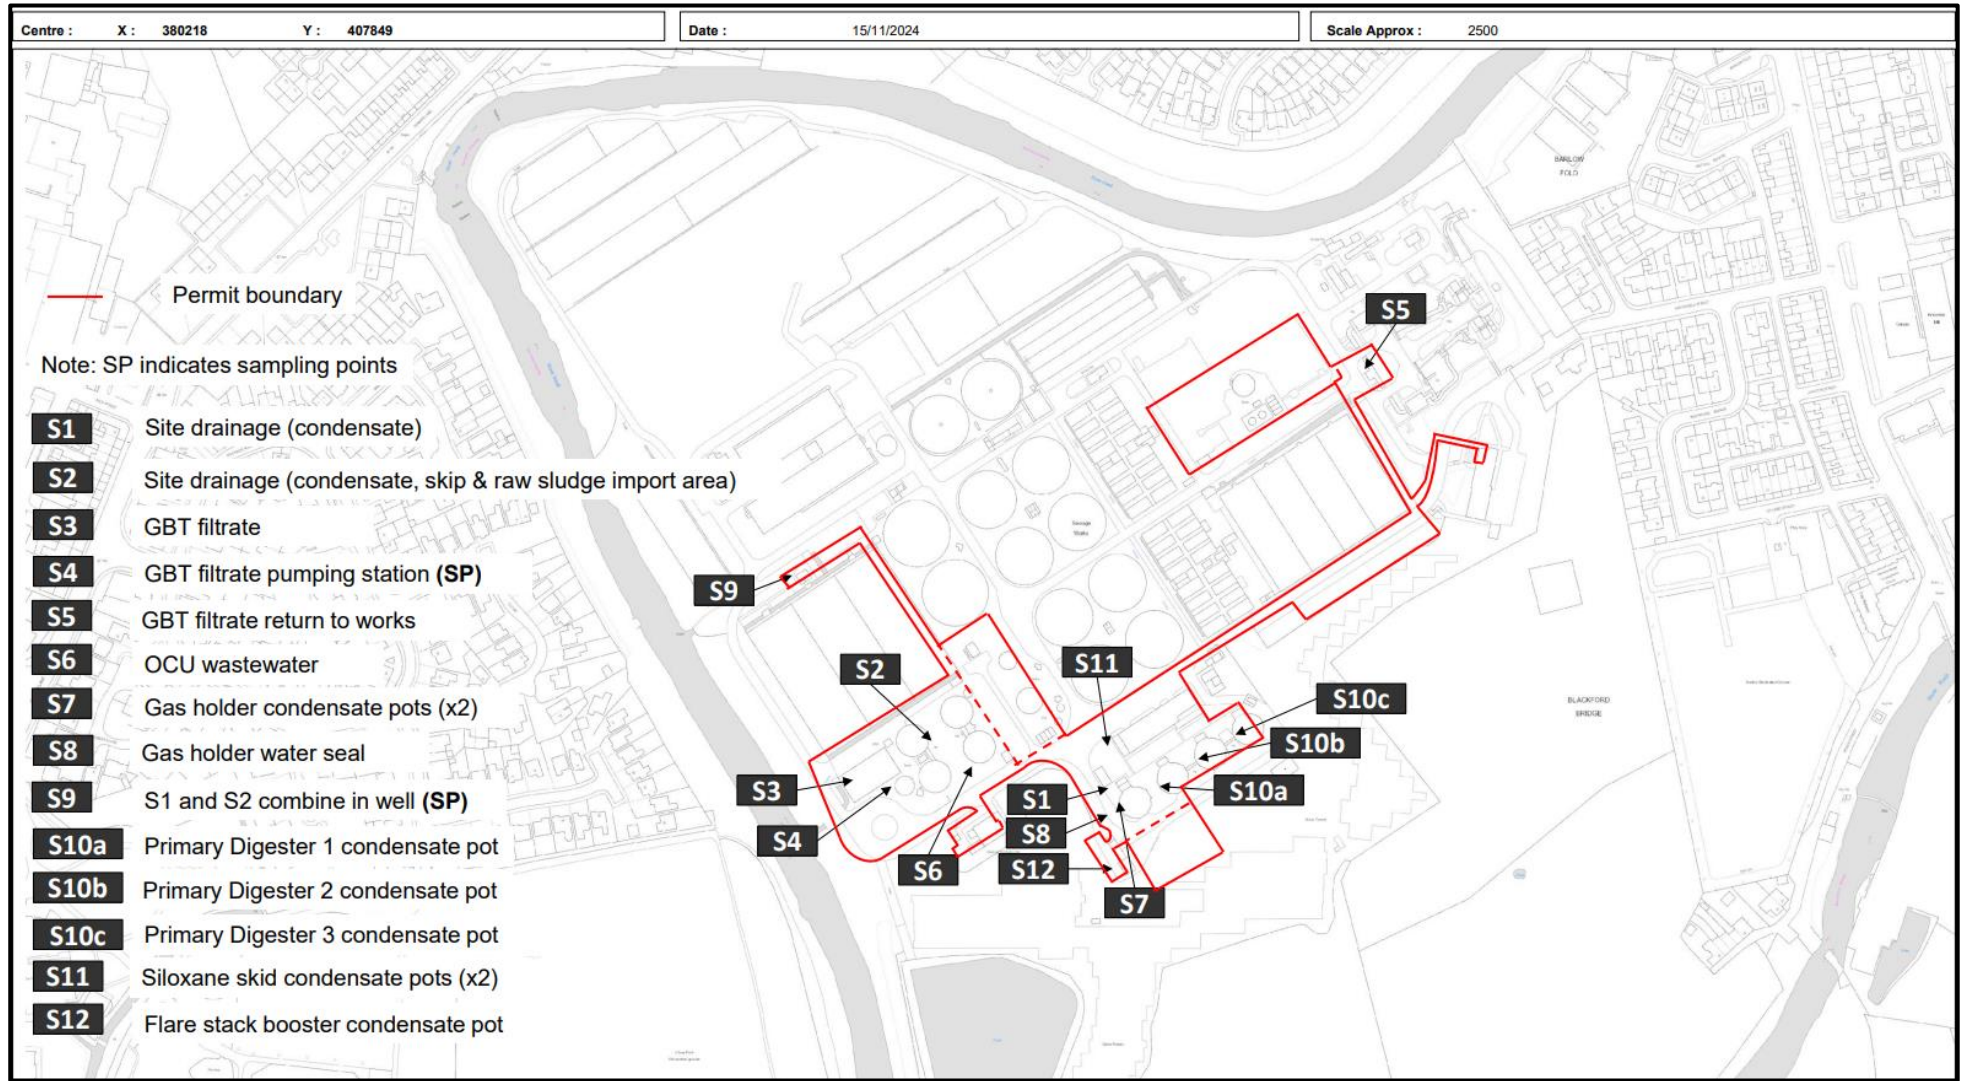 Centre : X : 380218 Y : 407849
Date : 15/11/2024
Scale Approx : 2500
BARLOW
FOLD
Permit boundary
S5
Note: SP indicates sampling points
S1 Site drainage (condensate)
S2 Site drainage (condensate, skip & raw sludge import area)
S3 GBT filtrate
S4 GBT filtrate pumping station (SP)
S5 GBT filtrate return to works
S6 OCU wastewater
S7 Gas holder condensate pots (x2)
S8 Gas holder water seal
S9 S1 and S2 combine in well (SP)
S10a Primary Digester 1 condensate pot
S10b Primary Digester 2 condensate pot
S10c Primary Digester 3 condensate pot
S11 Siloxane skid condensate pots (x2)
S12 Flare stack booster condensate pot
Sewage
Works
S9
S2
S11
S10c
BLACKFORD
BRIDGE
S10b
S3
S1
S10a
S4
S8
S6
S12
S7